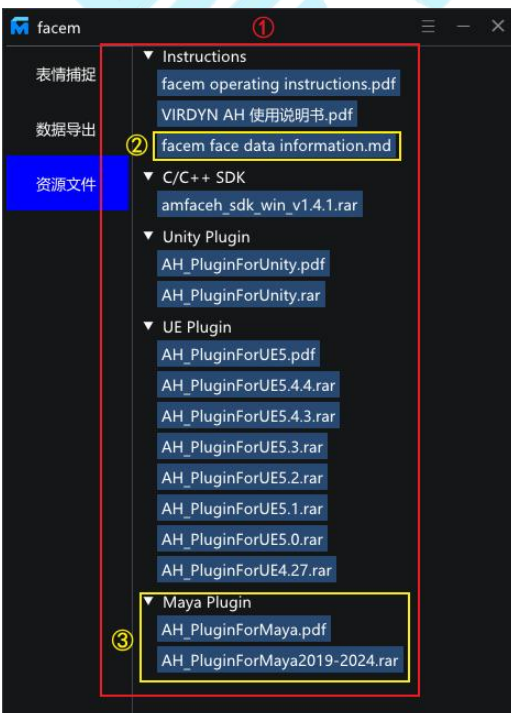 facem
①
表情捕捉
数据导出
资源文件
▼ Instructions
facem operating instructions.pdf
VIRDYN AH 使用说明书.pdf
② facem face data information.md
▼ C/C++ SDK
amfaceh_sdk_win_v1.4.1.rar
▼ Unity Plugin
AH_PluginForUnity.pdf
AH_PluginForUnity.rar
▼ UE Plugin
AH_PluginForUE5.pdf
AH_PluginForUE5.4.4.rar
AH_PluginForUE5.4.3.rar
AH_PluginForUE5.3.rar
AH_PluginForUE5.2.rar
AH_PluginForUE5.1.rar
AH_PluginForUE5.0.rar
AH_PluginForUE4.27.rar
▼ Maya Plugin
③ AH_PluginForMaya.pdf
AH_PluginForMaya2019-2024.rar